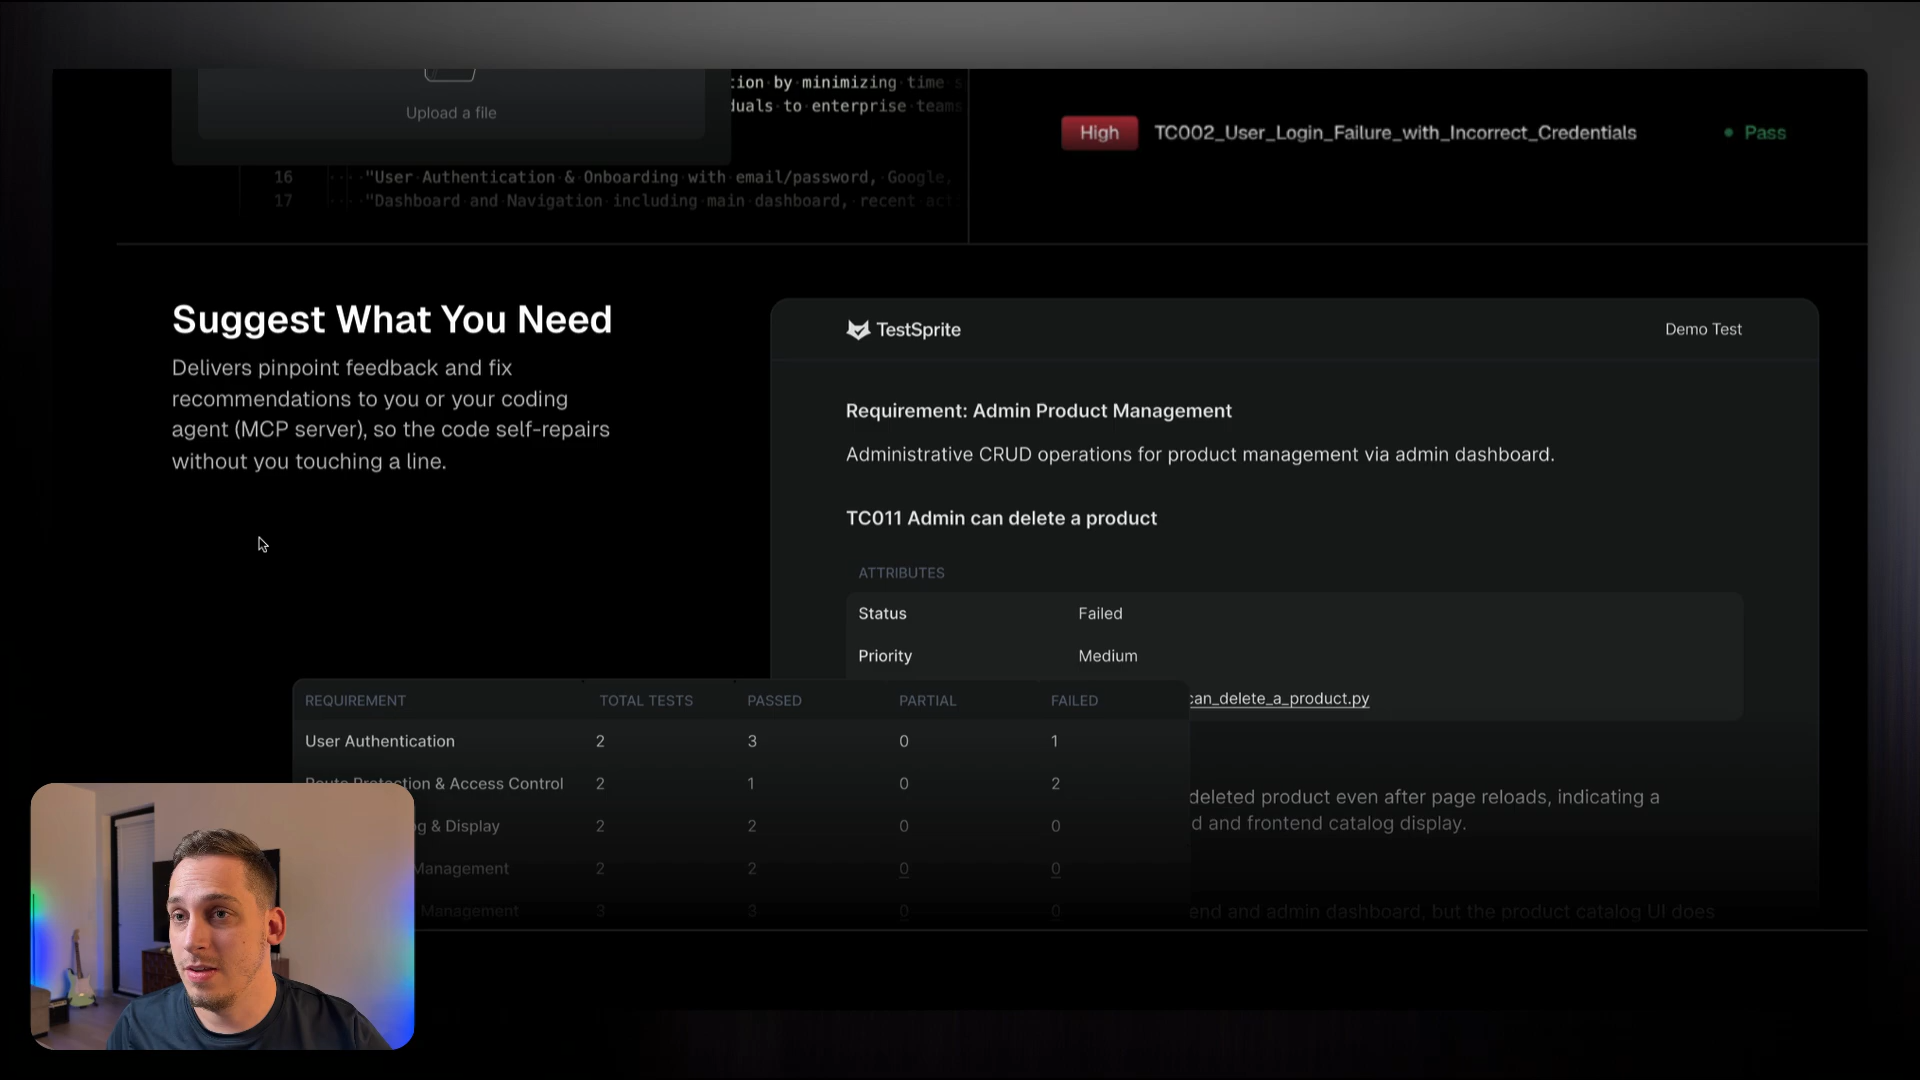 Upload a file
tion by minimizing time s
duals to enterprise teams
16 "User Authentication & Onboarding with email/password, Google,
17 "Dashboard and Navigation including main dashboard, recent act
High TC002_User_Login_Failure_with_Incorrect_Credentials Pass
Suggest What You Need
Delivers pinpoint feedback and fix
recommendations to you or your coding
agent (MCP server), so the code self-repairs
without you touching a line.
TestSprite Demo Test
Requirement: Admin Product Management
Administrative CRUD operations for product management via admin dashboard.
TC011 Admin can delete a product
ATTRIBUTES
Status Failed
Priority Medium
can_delete_a_product.py
deleted product even after page reloads, indicating a
d and frontend catalog display.
end and admin dashboard, but the product catalog UI does
REQUIREMENT TOTAL TESTS PASSED PARTIAL FAILED
User Authentication 2 3 0 1
Route Protection & Access Control 2 1 0 2
g & Display 2 2 0 0
Management 2 2 0 0
Management 3 3 0 0